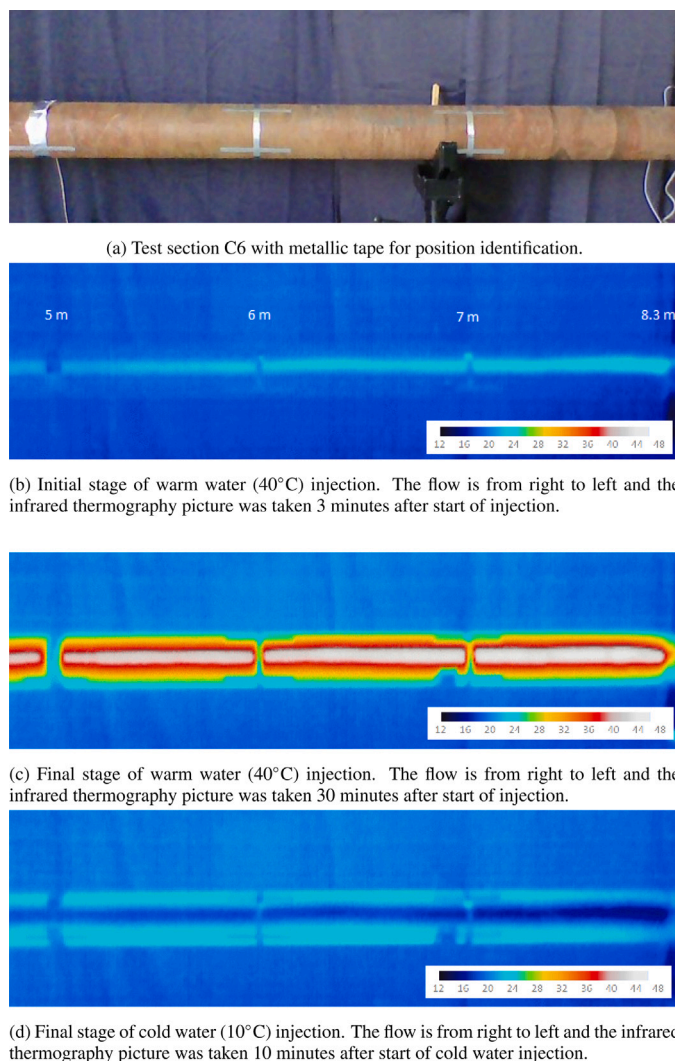 (a) Test section C6 with metallic tape for position identification.
5 m 6 m 7 m 8.3 m
12 16 20 24 28 32 36 40 44 48
(b) Initial stage of warm water (40°C) injection. The flow is from right to left and the
infrared thermography picture was taken 3 minutes after start of injection.
12 16 20 24 28 32 36 40 44 48
(c) Final stage of warm water (40°C) injection. The flow is from right to left and the
infrared thermography picture was taken 30 minutes after start of injection.
12 16 20 24 28 32 36 40 44 48
(d) Final stage of cold water (10°C) injection. The flow is from right to left and the infrared
thermography picture was taken 10 minutes after start of cold water injection.